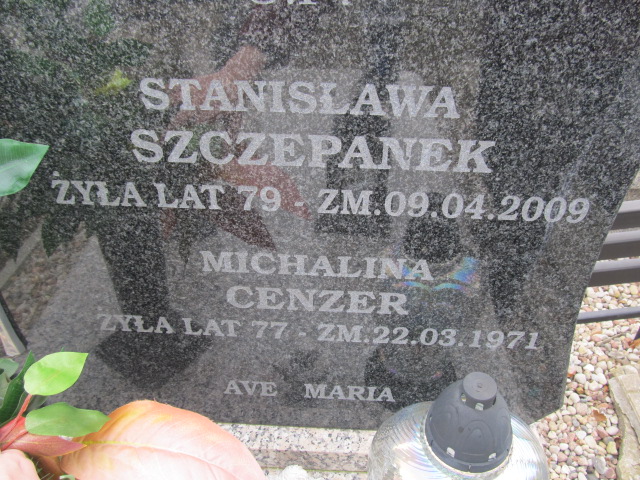 STANISŁAWA
SZCZEPANEK
ŻYŁA LAT 79 - ZM.09.04.2009
MICHALINA
CENZER
ŻYŁA LAT 77 - ZM.22.03.1971
AVE MARIA